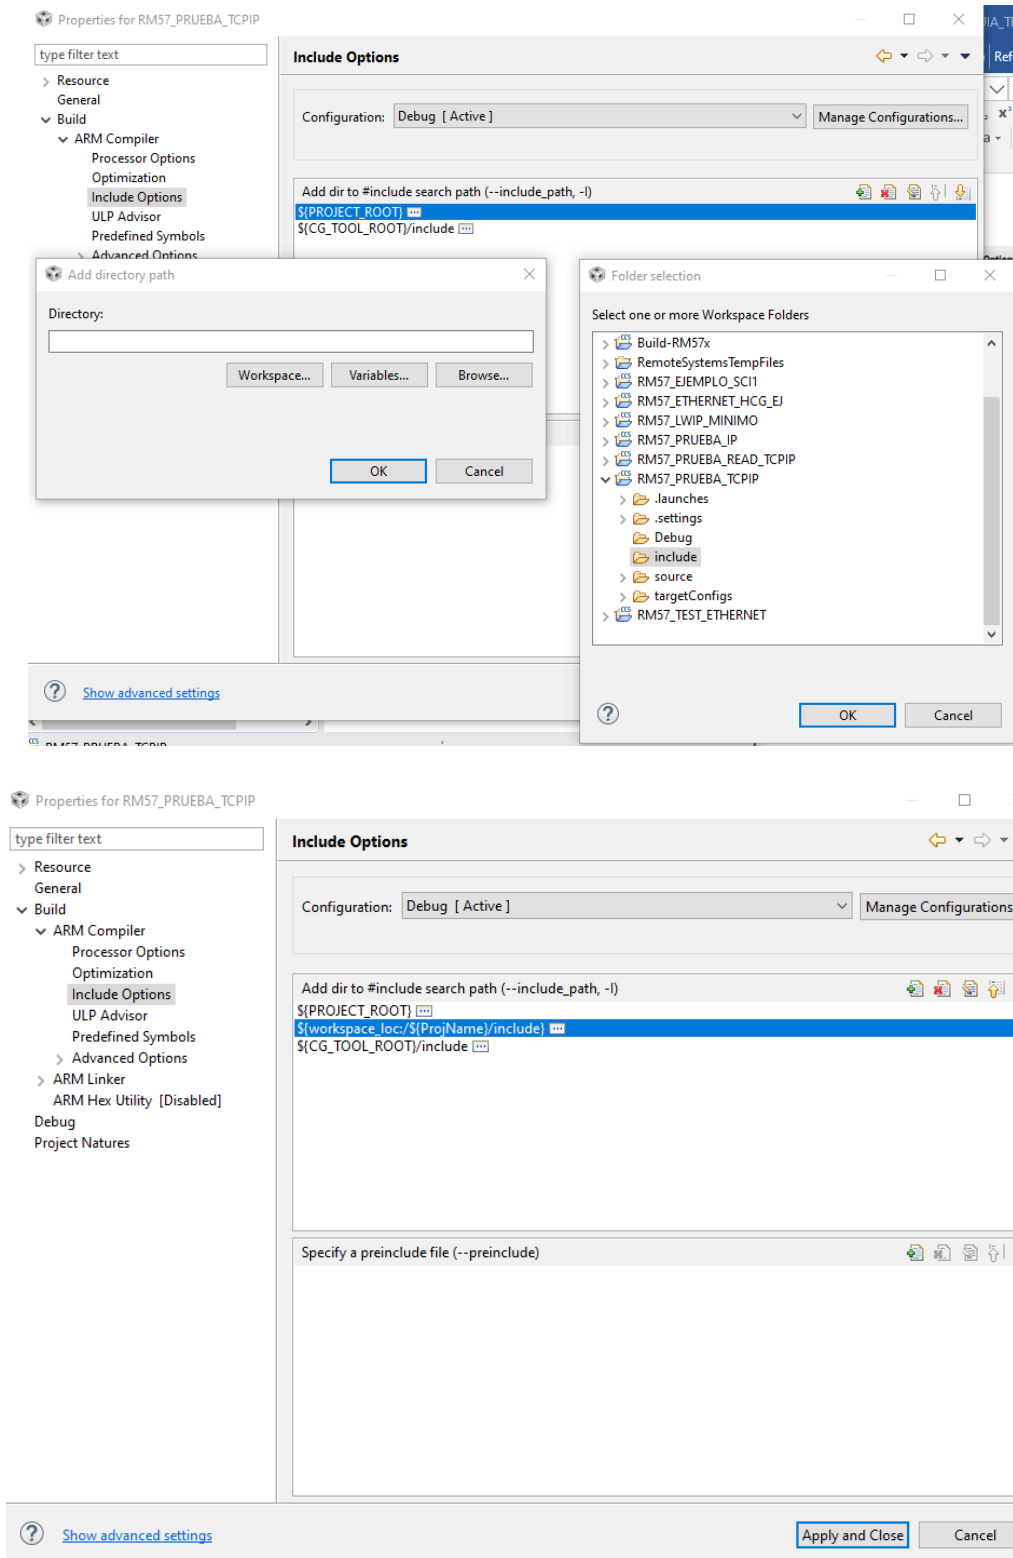 Properties for RM57_PRUEBA_TCPIP
type filter text
Resource
General
Build
ARM Compiler
Processor Options
Optimization
Include Options
ULP Advisor
Predefined Symbols
Advanced Options
Include Options
Configuration:
Debug [ Active ]
Manage Configurations...
Add dir to #include search path (--include_path, -I)
${PROJECT_ROOT}
${CG_TOOL_ROOT}/include
Add directory path
Directory:
Workspace...
Variables...
Browse...
OK
Cancel
Folder selection
Select one or more Workspace Folders
Build-RM57x
RemoteSystemsTempFiles
RM57_EJEMPLO_SCI1
RM57_ETHERNET_HCG_EJ
RM57_LWIP_MINIMO
RM57_PRUEBA_IP
RM57_PRUEBA_READ_TCPIP
RM57_PRUEBA_TCPIP
.launches
.settings
Debug
include
source
targetConfigs
RM57_TEST_ETHERNET
OK
Cancel
Show advanced settings
RM57_PRUEBA_TCPIP
Properties for RM57_PRUEBA_TCPIP
type filter text
Resource
General
Build
ARM Compiler
Processor Options
Optimization
Include Options
ULP Advisor
Predefined Symbols
Advanced Options
ARM Linker
ARM Hex Utility [Disabled]
Debug
Project Natures
Include Options
Configuration:
Debug [ Active ]
Manage Configurations
Add dir to #include search path (--include_path, -I)
${PROJECT_ROOT}
${workspace_loc:/${ProjName}/include}
${CG_TOOL_ROOT}/include
Specify a preinclude file (--preinclude)
Show advanced settings
Apply and Close
Cancel